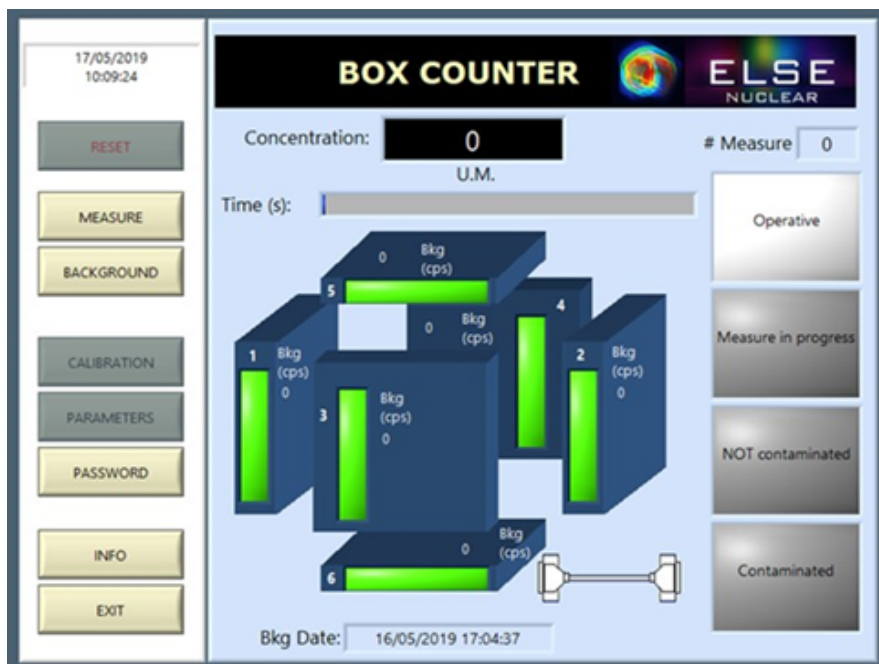 17/05/2019
10:09:24
RESET
MEASURE
BACKGROUND
CALIBRATION
PARAMETERS
PASSWORD
INFO
EXIT
BOX COUNTER
ELSE
NUCLEAR
Concentration: 0
U.M.
# Measure 0
Time (s):
Operative
Measure in progress
NOT contaminated
Contaminated
0 Bkg
(cps)
5
4
0 Bkg
(cps)
1 Bkg
(cps)
0
2 Bkg
(cps)
0
3 Bkg
(cps)
0
0 Bkg
(cps)
6
Bkg Date: 16/05/2019 17:04:37